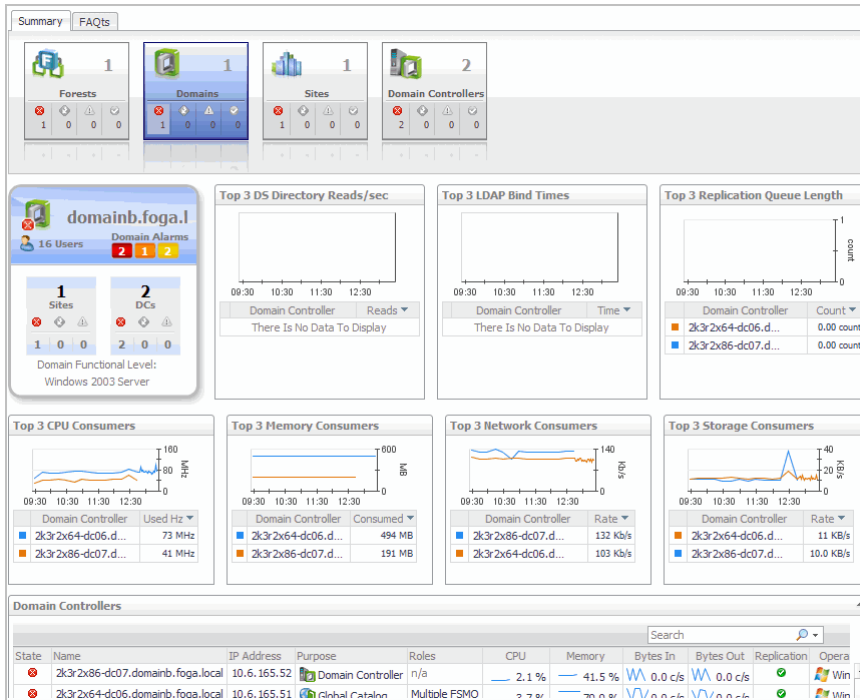 Summary FAQts
1 1 1 2
Forests Domains Sites Domain Controllers
1 0 0 0 1 0 0 0 1 0 0 0 2 0 0 0
domainb.foga.l
16 Users Domain Alarms
2 1 2
1 2
Sites DCs
1 0 0 2 0 0
Domain Functional Level:
Windows 2003 Server
Top 3 DS Directory Reads/sec
09:30 10:30 11:30 12:30
Domain Controller Reads
There Is No Data To Display
Top 3 LDAP Bind Times
09:30 10:30 11:30 12:30
Domain Controller Time
There Is No Data To Display
Top 3 Replication Queue Length
1
count
0
09:30 10:30 11:30 12:30
Domain Controller Count
2k3r2x64-dc06.d... 0.00 count
2k3r2x86-dc07.d... 0.00 count
Top 3 CPU Consumers
160
80 MHz
0
09:30 10:30 11:30 12:30
Domain Controller Used Hz
2k3r2x64-dc06.d... 73 MHz
2k3r2x86-dc07.d... 41 MHz
Top 3 Memory Consumers
600
MB
0
09:30 10:30 11:30 12:30
Domain Controller Consumed
2k3r2x64-dc06.d... 494 MB
2k3r2x86-dc07.d... 191 MB
Top 3 Network Consumers
140
Kb/s
0
09:30 10:30 11:30 12:30
Domain Controller Rate
2k3r2x86-dc07.d... 132 Kb/s
2k3r2x64-dc06.d... 103 Kb/s
Top 3 Storage Consumers
40
20 KB/s
0
09:30 10:30 11:30 12:30
Domain Controller Rate
2k3r2x64-dc06.d... 11 KB/s
2k3r2x86-dc07.d... 10.0 KB/s
Domain Controllers
Search
State Name IP Address Purpose Roles CPU Memory Bytes In Bytes Out Replication Opera
2k3r2x86-dc07.domainb.foga.local 10.6.165.52 Domain Controller n/a 2.1 % 41.5 % 0.0 c/s 0.0 c/s Win
2k3r2x64-dc06.domainb.foga.local 10.6.165.51 Global Catalog Multiple FSMO 3.7 % 70.0 % 0.0 c/s 0.0 c/s Win